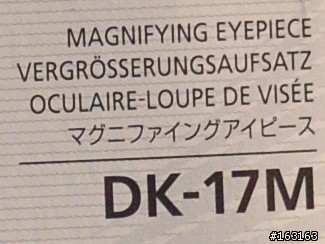 MAGNIFYING EYEPIECE
VERGRÖSSERUNGSAUFSATZ
OCULAIRE-LOUPE DE VISÉE
マグニファイングアイピース
DK-17M
#163163